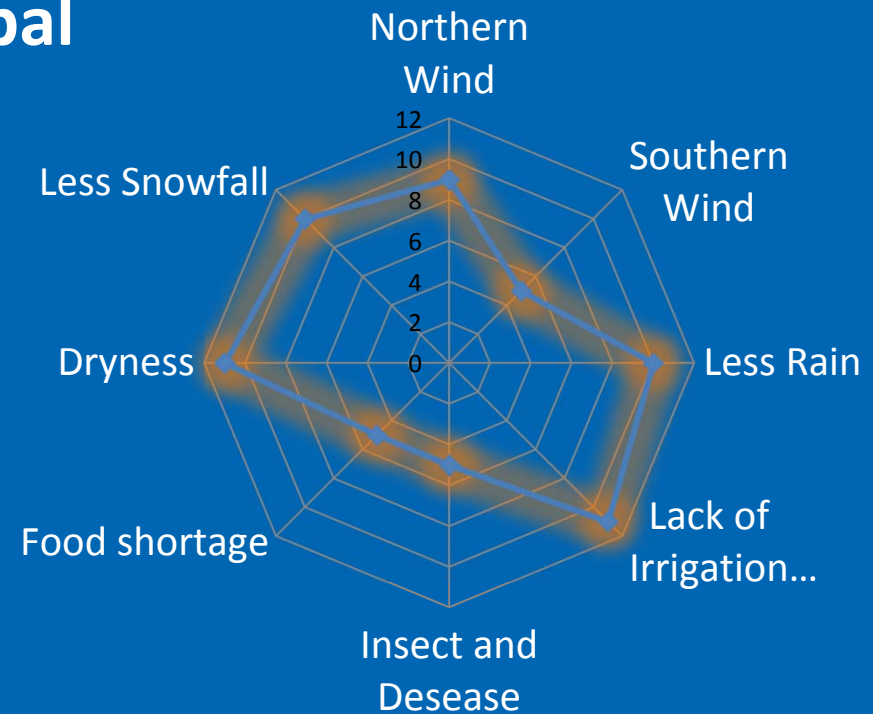 Northern
Wind
Southern
Wind
Less Rain
Lack of
Irrigation...
Insect and
Desease
Food shortage
Dryness
Less Snowfall
12
10
8
6
4
2
0